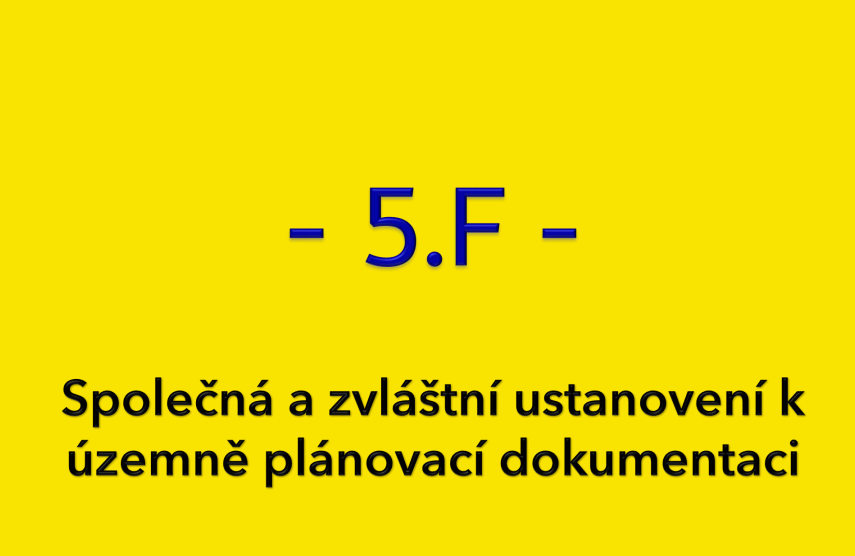 - 5.F -
Společná a zvláštní ustanovení k
územně plánovací dokumentaci